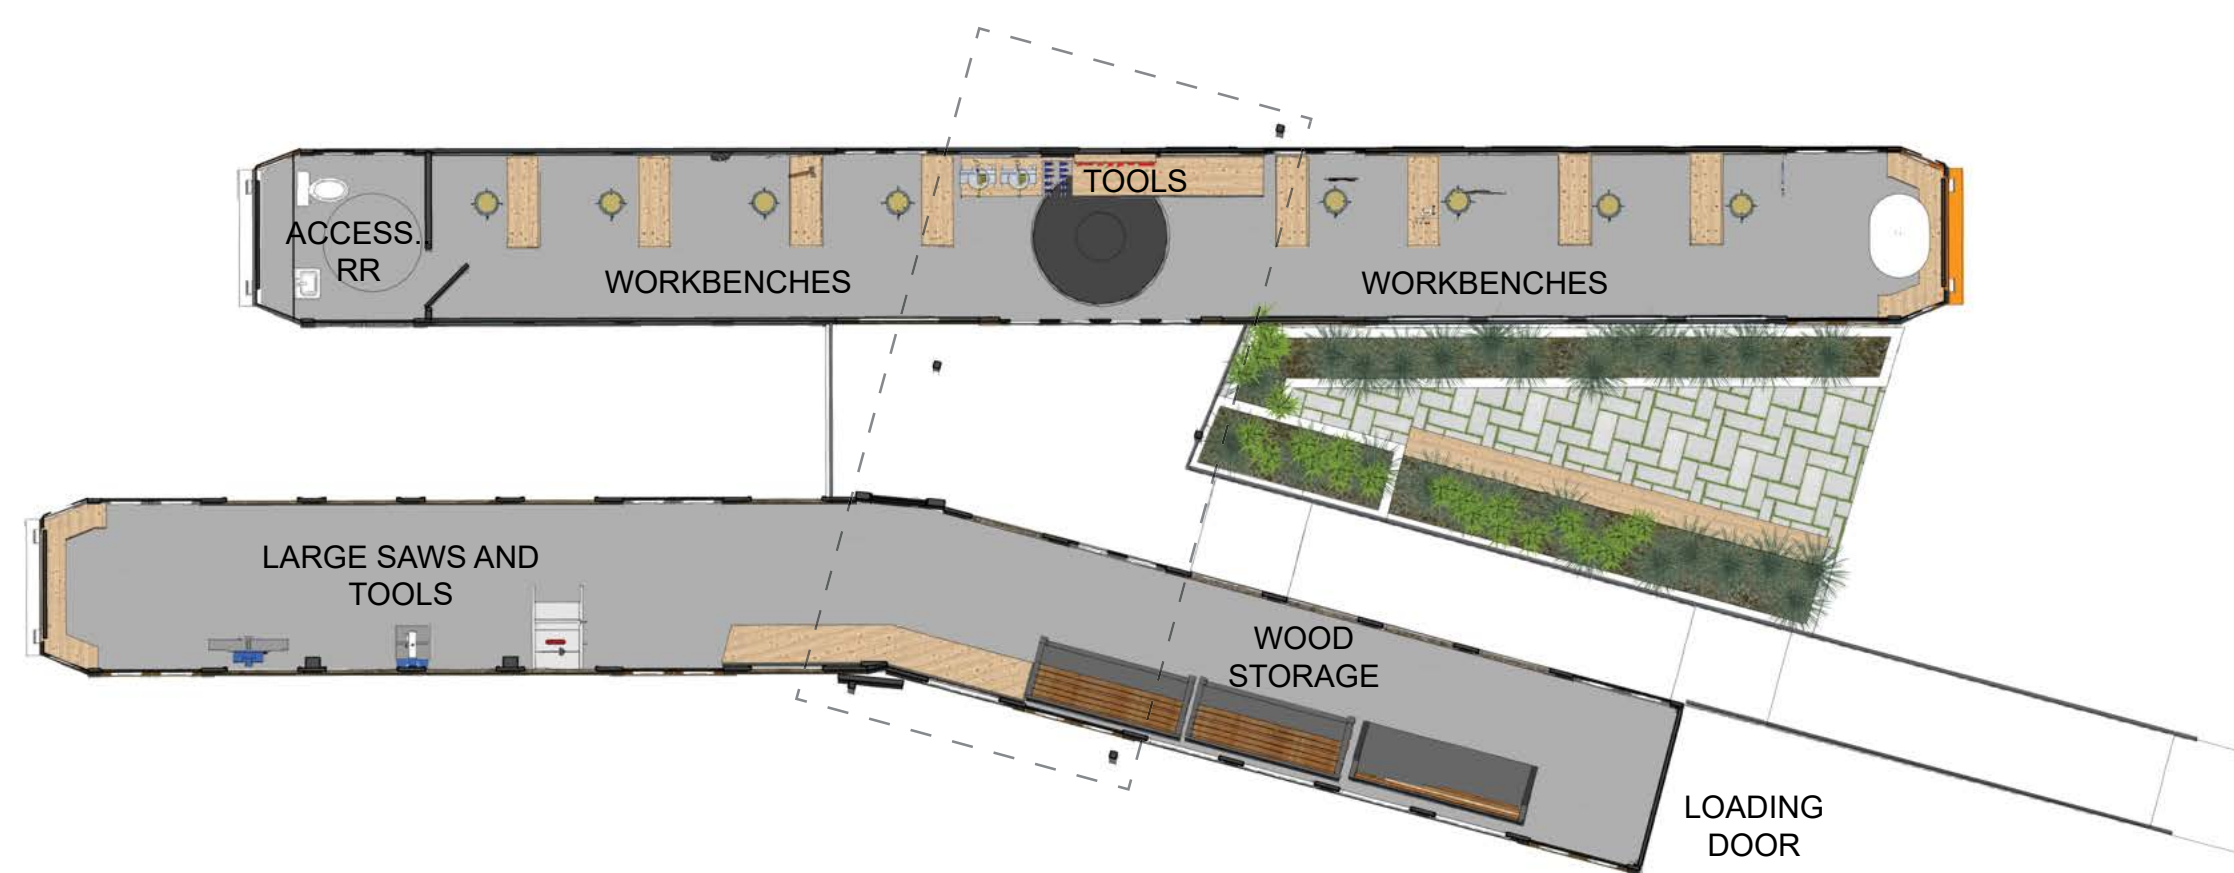 TOOLS
ACCESS.
RR
WORKBENCHES
WORKBENCHES
LARGE SAWS AND
TOOLS
WOOD
STORAGE
LOADING
DOOR